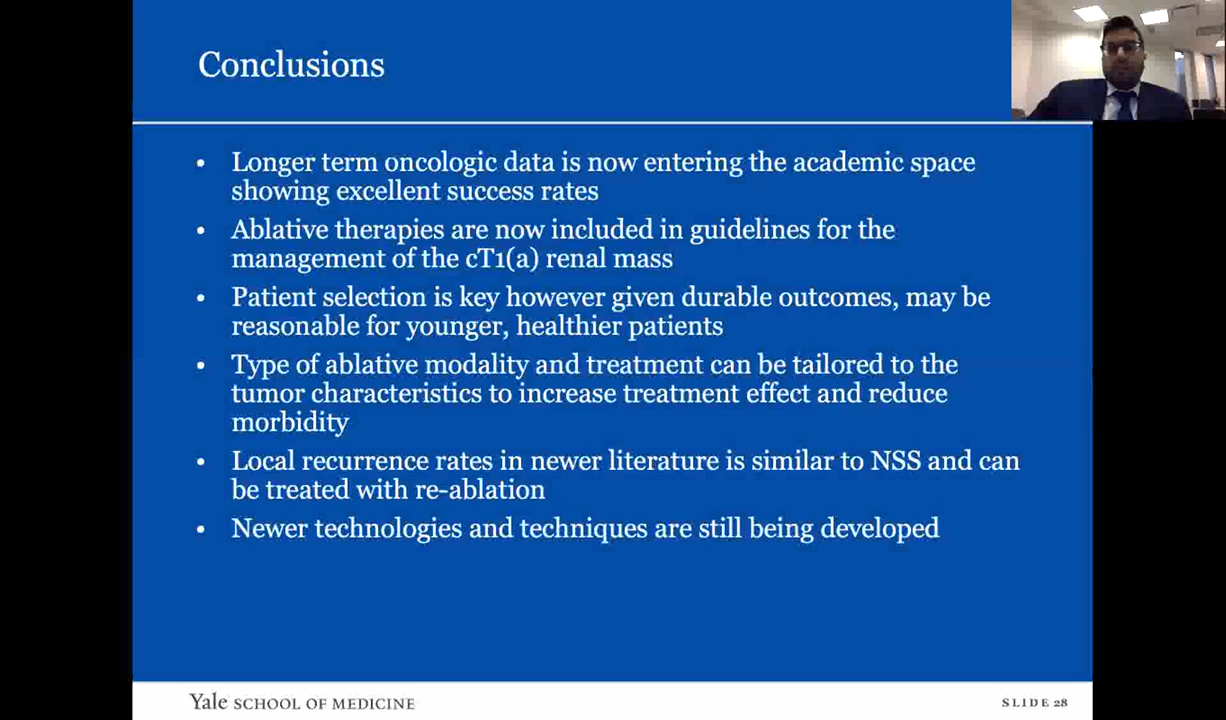 Conclusions
• Longer term oncologic data is now entering the academic space
showing excellent success rates
• Ablative therapies are now included in guidelines for the
management of the cT1(a) renal mass
• Patient selection is key however given durable outcomes, may be
reasonable for younger, healthier patients
• Type of ablative modality and treatment can be tailored to the
tumor characteristics to increase treatment effect and reduce
morbidity
• Local recurrence rates in newer literature is similar to NSS and can
be treated with re-ablation
• Newer technologies and techniques are still being developed
Yale SCHOOL OF MEDICINE
SLIDE 28